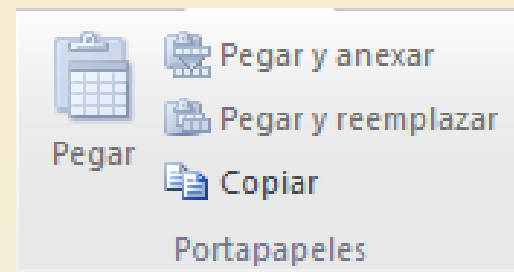 Pegar
Pegar y anexar
Pegar y reemplazar
Copiar
Portapapeles